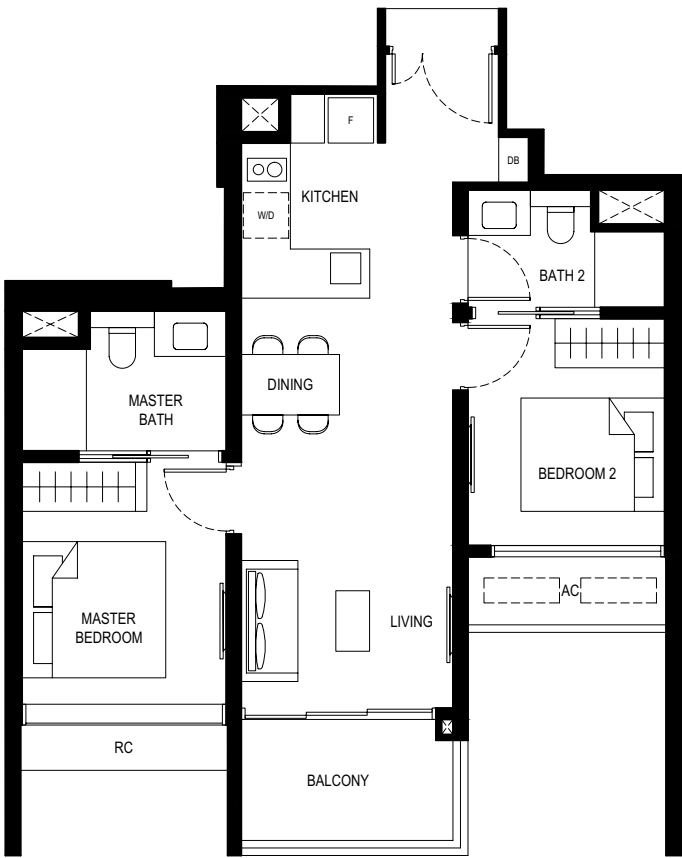 F
DB
KITCHEN
W/D
BATH 2
DINING
MASTER
BATH
BEDROOM 2
AC
MASTER
BEDROOM
LIVING
RC
BALCONY